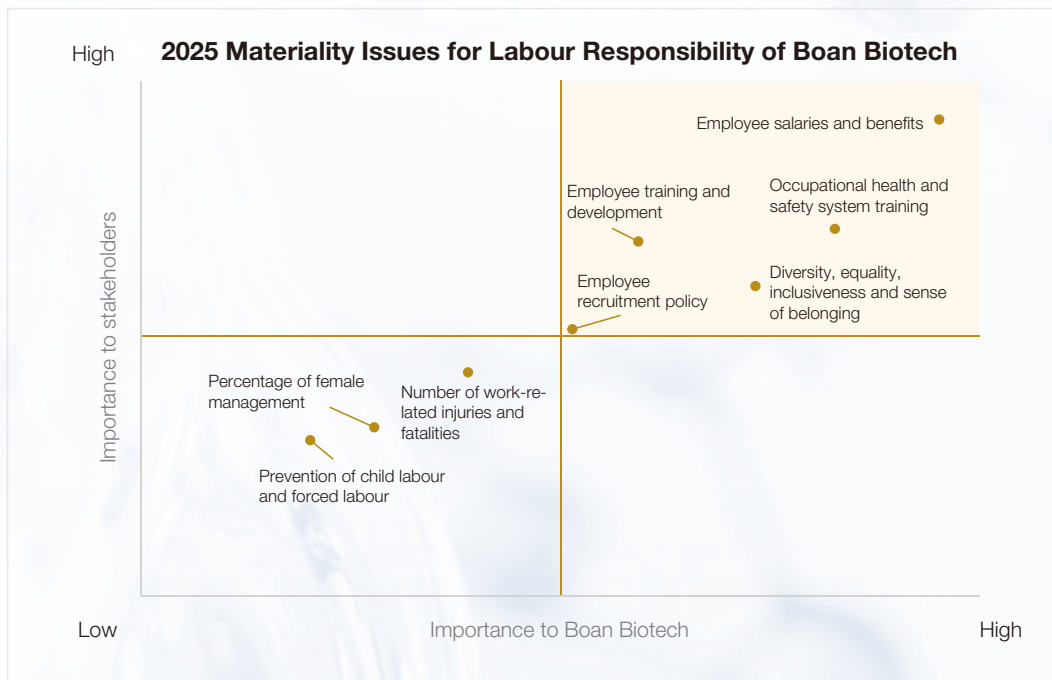 High
2025 Materiality Issues for Labour Responsibility of Boan Biotech
Importance to stakeholders
Employee salaries and benefits
Employee training and
development
Occupational health and
safety system training
Employee
recruitment policy
Diversity, equality,
inclusiveness and sense
of belonging
Percentage of female
management
Number of work-re-
lated injuries and
fatalities
Prevention of child labour
and forced labour
Low
Importance to Boan Biotech
High